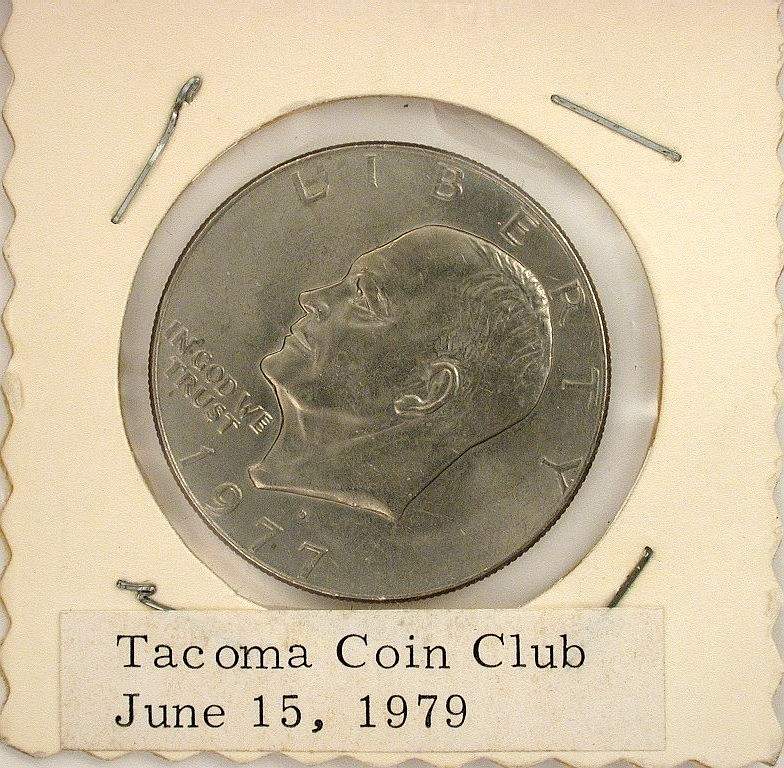 LIBERTY
IN GOD WE
TRUST
1977
Tacoma Coin Club
June 15, 1979